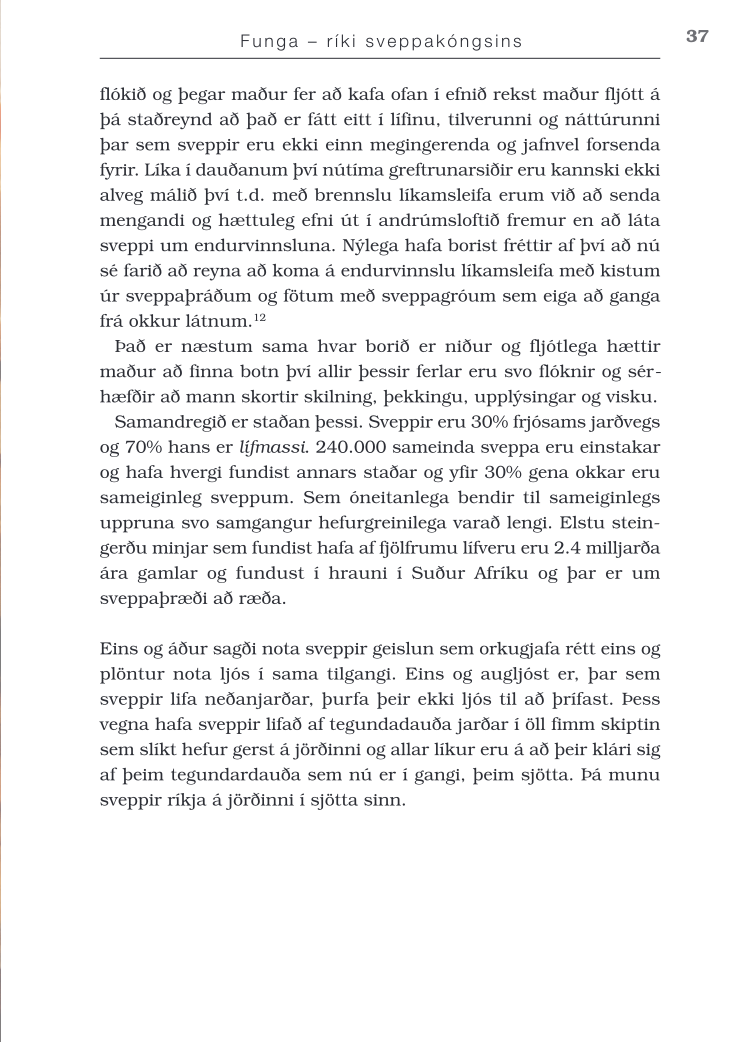 Funga – ríki sveppakóngsins
37
flókið og þegar maður fer að kafa ofan í efnið rekst maður fljótt á
þá staðreynd að það er fátt eitt í lífinu, tilverunni og náttúrunni
þar sem sveppir eru ekki einn megingerenda og jafnvel forsenda
fyrir. Líka í dauðanum því nútíma greftrunarsiðir eru kannski ekki
alveg málið því t.d. með brennslu líkamsleifa erum við að senda
mengandi og hættuleg efni út í andrúmsloftið fremur en að láta
sveppi um endurvinnsluna. Nýlega hafa borist fréttir af því að nú
sé farið að reyna að koma á endurvinnslu líkamsleifa með kistum
úr sveppaþráðum og fötum með sveppagróum sem eiga að ganga
frá okkur látnum.¹²
Það er næstum sama hvar borið er niður og fljótlega hættir
maður að finna botn því allir þessir ferlar eru svo flóknir og sér-
hæfðir að mann skortir skilning, þekkingu, upplýsingar og visku.
Samandregið er staðan þessi. Sveppir eru 30% frjósams jarðvegs
og 70% hans er lífmassi. 240.000 sameinda sveppa eru einstakar
og hafa hvergi fundist annars staðar og yfir 30% gena okkar eru
sameiginleg sveppum. Sem óneitanlega bendir til sameiginlegs
uppruna svo samgangur hefurgreinilega varað lengi. Elstu stein-
gerðu minjar sem fundist hafa af fjölfrumu lífveru eru 2.4 milljarða
ára gamlar og fundust í hrauni í Suður Afríku og þar er um
sveppaþræði að ræða.
Eins og áður sagði nota sveppir geislun sem orkugjafa rétt eins og
plöntur nota ljós í sama tilgangi. Eins og augljóst er, þar sem
sveppir lifa neðanjarðar, þurfa þeir ekki ljós til að þrífast. Þess
vegna hafa sveppir lifað af tegundadauða jarðar í öll fimm skiptin
sem slíkt hefur gerst á jörðinni og allar líkur eru á að þeir klári sig
af þeim tegundardauða sem nú er í gangi, þeim sjötta. Þá munu
sveppir ríkja á jörðinni í sjötta sinn.